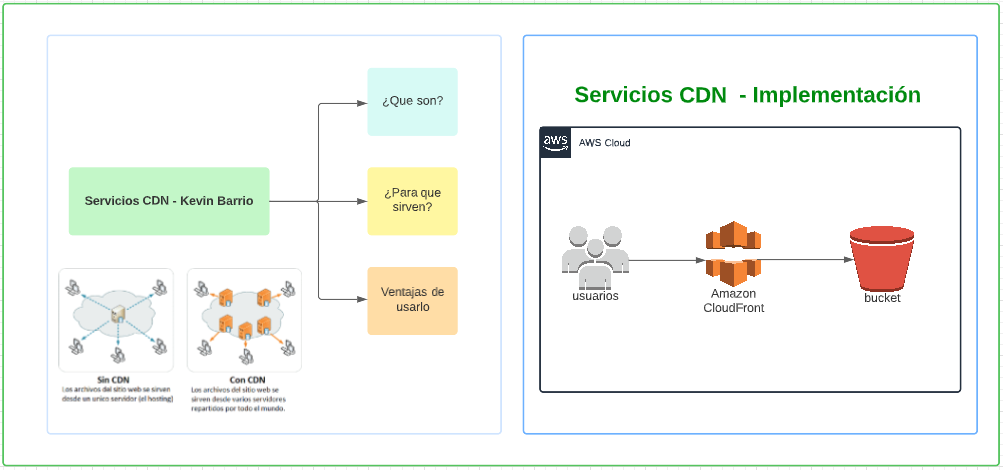 ¿Que son?
Servicios CDN - Kevin Barrio
¿Para que
sirven?
Ventajas de
usarlo
Sin CDN
Los archivos del sitio web se sirven
desde un unico servidor (el hosting)
Con CDN
Los archivos del sitio web se
sirven desde varios servidores
repartidos por todo el mundo.
Servicios CDN - Implementación
aws
AWS Cloud
usuarios
Amazon
CloudFront
bucket